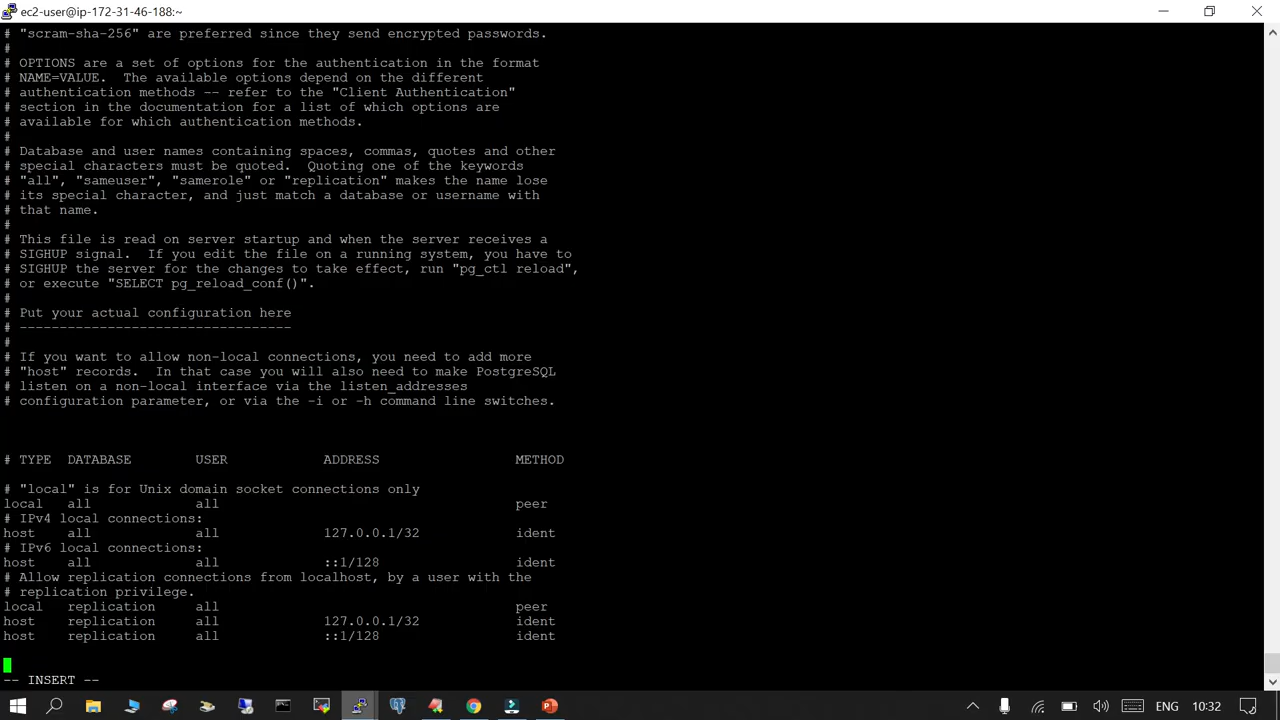 ec2-user@ip-172-31-46-188:~
# "scram-sha-256" are preferred since they send encrypted passwords.
#
# OPTIONS are a set of options for the authentication in the format
# NAME=VALUE.  The available options depend on the different
# authentication methods -- refer to the "Client Authentication"
# section in the documentation for a list of which options are
# available for which authentication methods.
#
# Database and user names containing spaces, commas, quotes and other
# special characters must be quoted.  Quoting one of the keywords
# "all", "sameuser", "samerole" or "replication" makes the name lose
# its special character, and just match a database or username with
# that name.
#
# This file is read on server startup and when the server receives a
# SIGHUP signal.  If you edit the file on a running system, you have to
# SIGHUP the server for the changes to take effect, run "pg_ctl reload",
# or execute "SELECT pg_reload_conf()".
#
# Put your actual configuration here
# ----------------------------------
#
# If you want to allow non-local connections, you need to add more
# "host" records.  In that case you will also need to make PostgreSQL
# listen on a non-local interface via the listen_addresses
# configuration parameter, or via the -i or -h command line switches.
# TYPE  DATABASE        USER            ADDRESS                 METHOD
# "local" is for Unix domain socket connections only
local   all             all                                     peer
# IPv4 local connections:
host    all             all             127.0.0.1/32            ident
# IPv6 local connections:
host    all             all             ::1/128                 ident
# Allow replication connections from localhost, by a user with the
# replication privilege.
local   replication     all                                     peer
host    replication     all             127.0.0.1/32            ident
host    replication     all             ::1/128                 ident
-- INSERT --
ENG 10:32